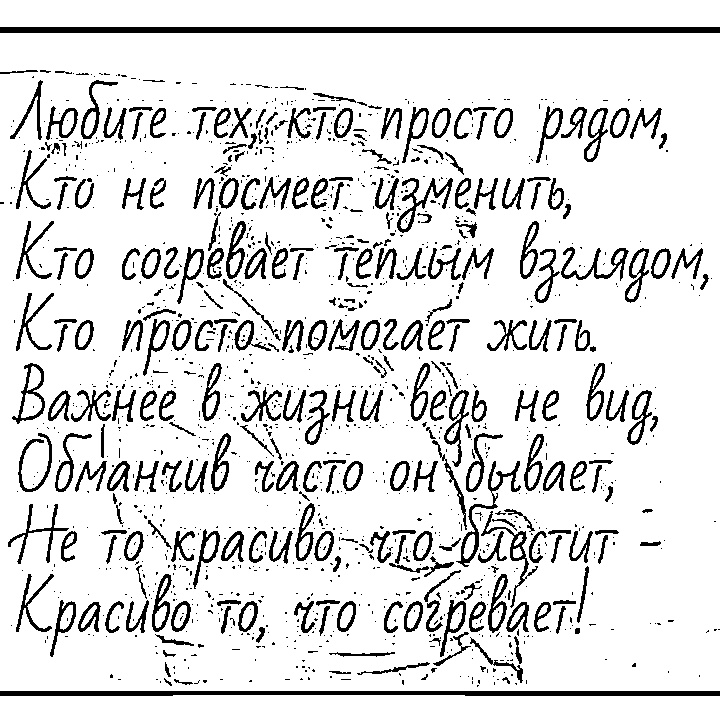 Любите тех, кто просто рядом,
Кто не посмеет изменить,
Кто согревает теплым взглядом,
Кто просто помогает жить.
Важнее в жизни ведь не вид,
Обманчив часто он бывает,
Не то красиво, что блестит -
Красиво то, что согревает!